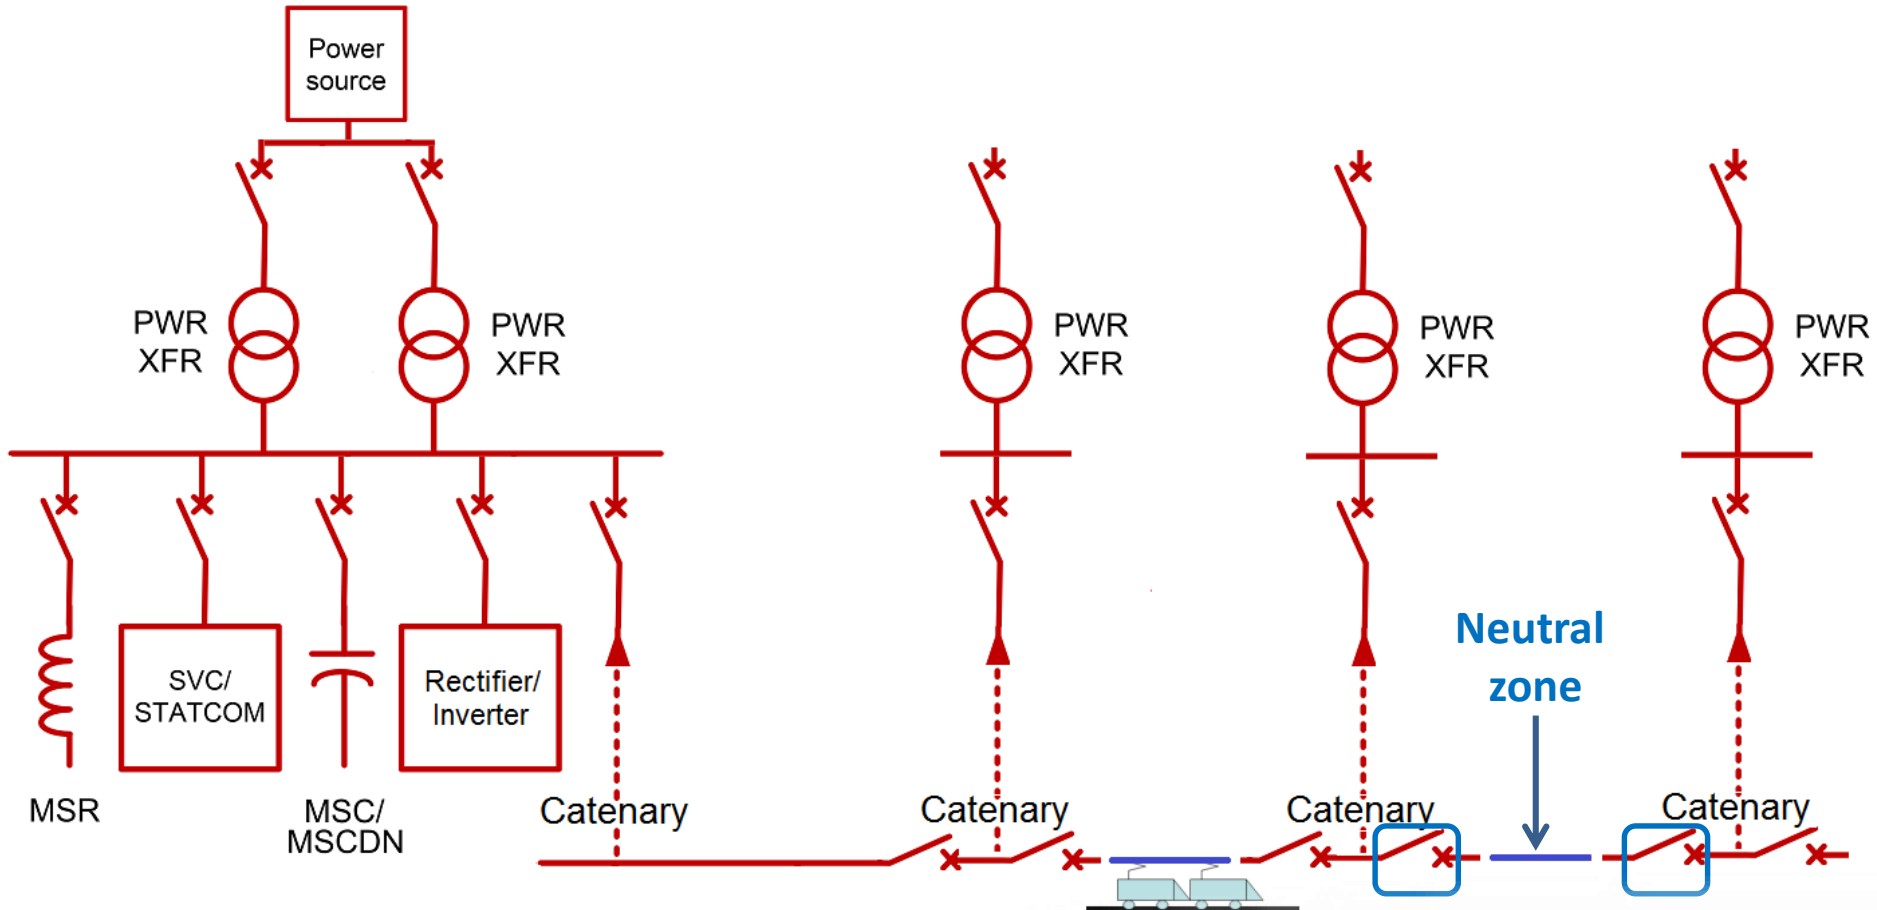 Power
source
PWR
XFR
PWR
XFR
PWR
XFR
PWR
XFR
PWR
XFR
SVC/
STATCOM
Rectifier/
Inverter
Neutral
zone
MSR
MSC/
MSCDN
Catenary
Catenary
Catenary
Catenary